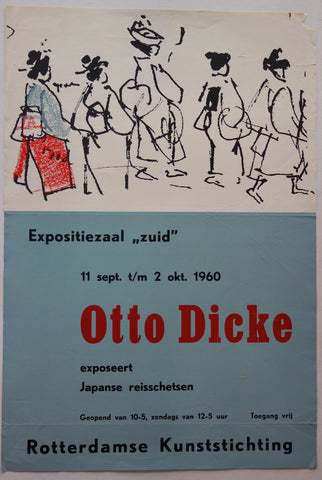 Expositiezaal „zuid"
11 sept. t/m 2 okt. 1960
Otto Dicke
exposeert
Japanse reisschetsen
Geopend van 10-5, zondags van 12-5 uur Toegang vrij
Rotterdamse Kunststichting